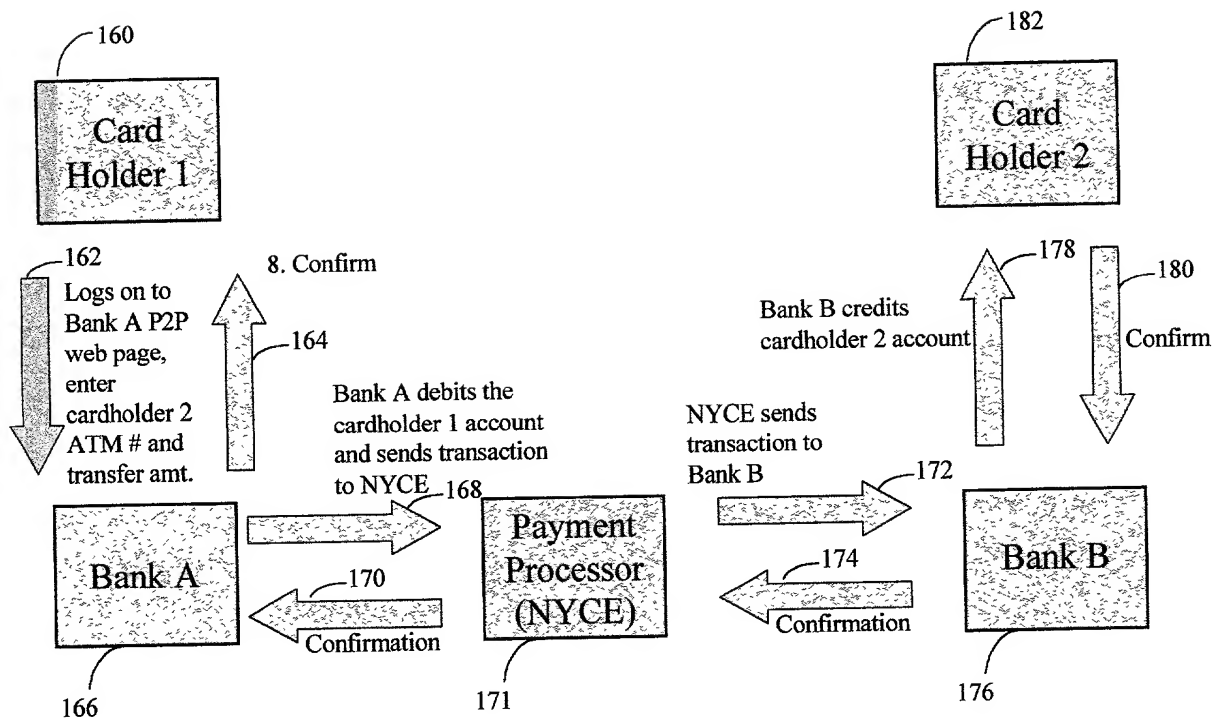 160
Card
Holder 1
182
Card
Holder 2
162
Logs on to
Bank A P2P
web page,
enter
cardholder 2
ATM # and
transfer amt.
8. Confirm
164
Bank A debits the
cardholder 1 account
and sends transaction
to NYCE
168
NYCE sends
transaction to
Bank B
172
Bank B credits
cardholder 2 account
178
180
Confirm
Bank A
166
170
Confirmation
Payment
Processor
(NYCE)
171
174
Confirmation
Bank B
176